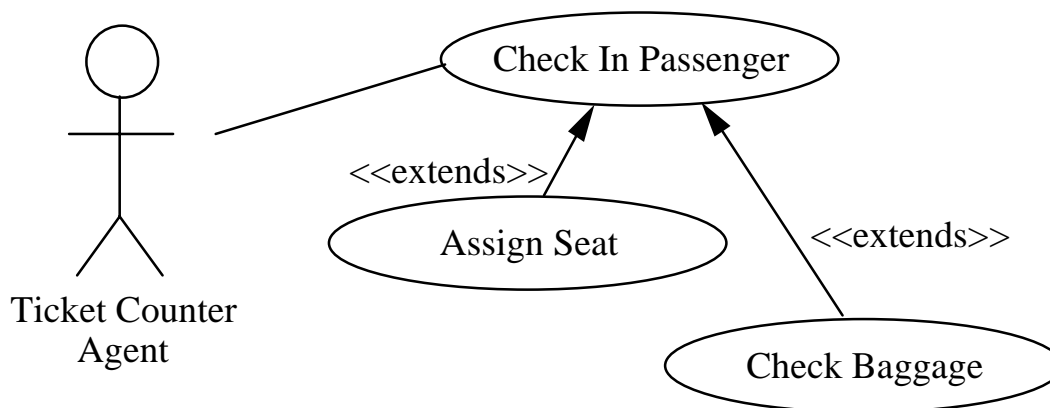 Check In Passenger
<<extends>>
Assign Seat
<<extends>>
Ticket Counter
Agent
Check Baggage